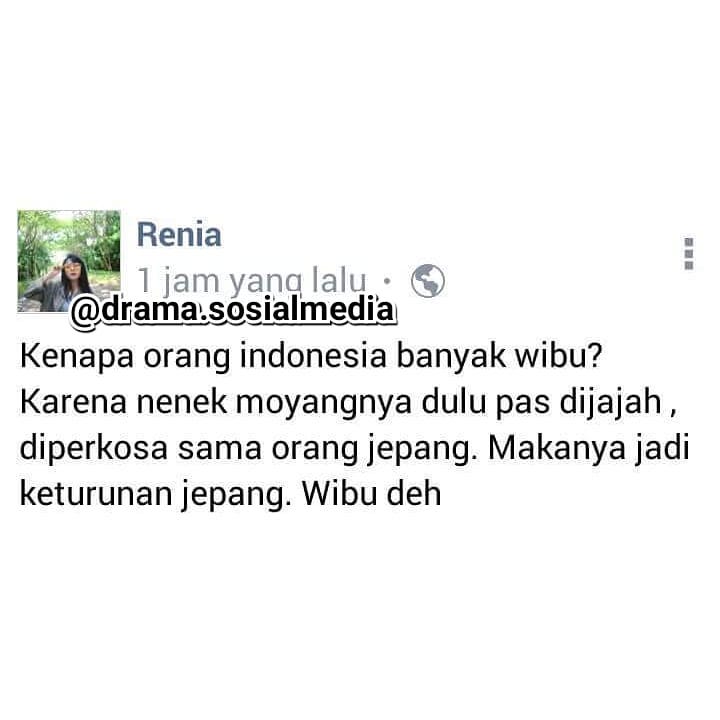 Renia
1 jam yang lalu
@drama.sosialmedia
Kenapa orang indonesia banyak wibu?
Karena nenek moyangnya dulu pas dijajah ,
diperkosa sama orang jepang. Makanya jadi
keturunan jepang. Wibu deh